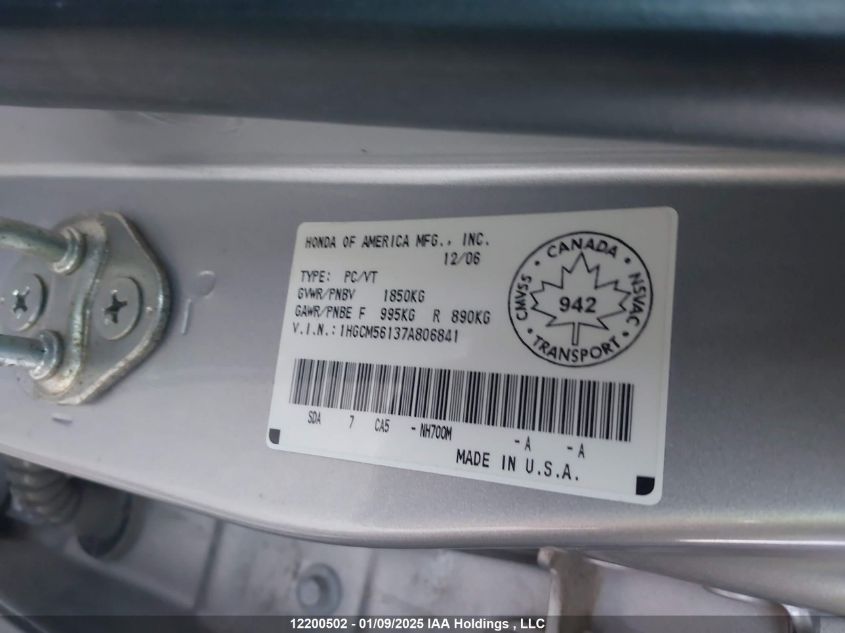 HONDA OF AMERICA MFG., INC.
12/06
TYPE: PC/VT
GVWR/PNBV 1850KG
GAWR/PNBE F 995KG R 890KG
V.I.N.:1HGCM56137A806841
CANADA
CMVSS
NSVAC
942
TRANSPORT
SDA 7 CA5 -NH700M -A -A
MADE IN U.S.A.
12200502 - 01/09/2025 IAA Holdings , LLC